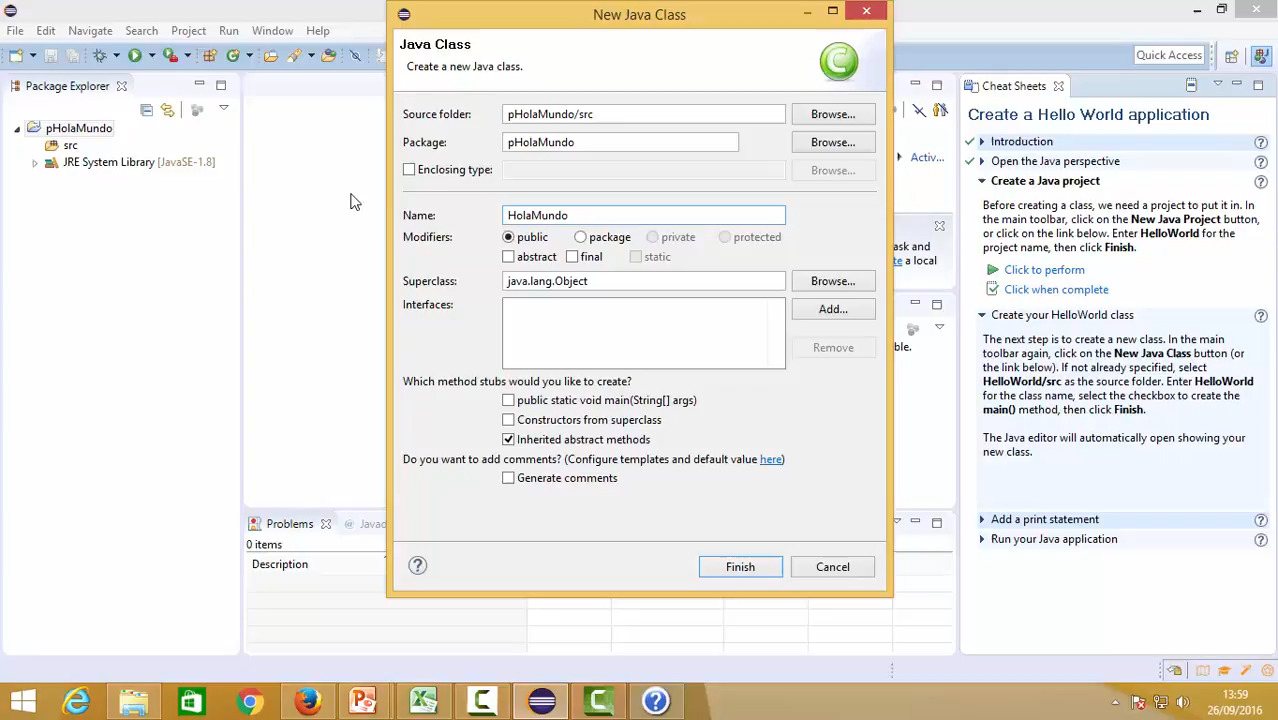 New Java Class
File Edit Navigate Search Project Run Window Help
Quick Access
Package Explorer
pHolaMundo
src
JRE System Library [JavaSE-1.8]
Java Class
Create a new Java class.
Source folder: pHolaMundo/src Browse...
Package: pHolaMundo Browse...
Enclosing type: Browse...
Name: HolaMundo
Modifiers: public package private protected
abstract final static
Superclass: java.lang.Object Browse...
Interfaces: Add...
Remove
Which method stubs would you like to create?
public static void main(String[] args)
Constructors from superclass
Inherited abstract methods
Do you want to add comments? (Configure templates and default value here)
Generate comments
Finish Cancel
Activ...
ask and
a local
ble.
Problems @ Javad
0 items
Description
Cheat Sheets
Create a Hello World application
Introduction
Open the Java perspective
Create a Java project
Before creating a class, we need a project to put it in. In
the main toolbar, click on the New Java Project button,
or click on the link below). Enter HelloWorld for the
project name, then click Finish.
Click to perform
Click when complete
Create your HelloWorld class
The next step is to create a new class. In the main
toolbar again, click on the New Java Class button (or
the link below). If not already specified, select
HelloWorld/src as the source folder. Enter HelloWorld
for the class name, select the checkbox to create the
main() method, then click Finish.
The Java editor will automatically open showing your
new class.
Add a print statement
Run your Java application
13:59
26/09/2016